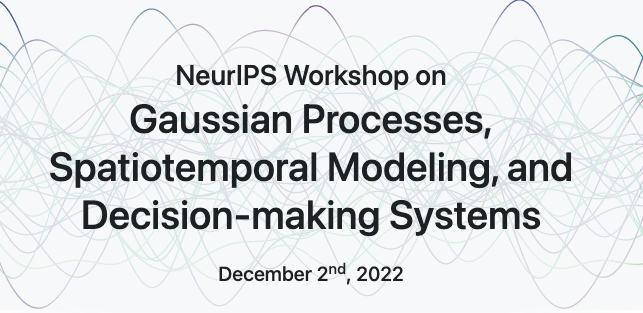 NeurIPS Workshop on
Gaussian Processes,
Spatiotemporal Modeling, and
Decision-making Systems
December 2nd, 2022